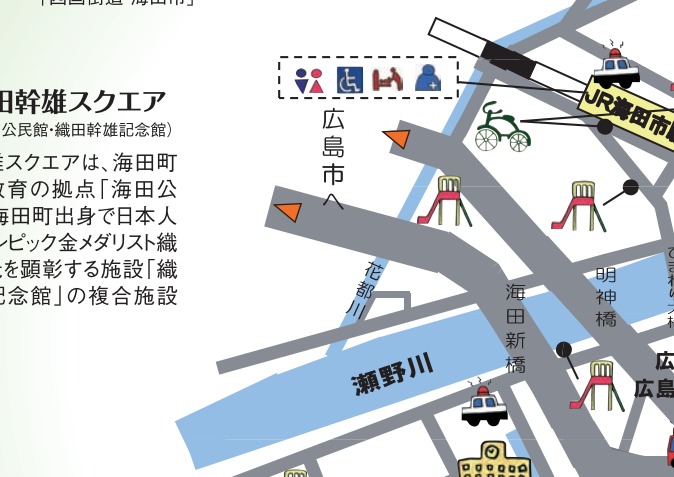 「西国街道・海田市」
田幹雄スクエア
公民館・織田幹雄記念館）
スクエアは、海田町
教育の拠点「海田公
海田町出身で日本人
ンピック金メダリスト織
を顕彰する施設「織
記念館」の複合施設
広島市へ
JR海田市
花都川
海田新橋
明神橋
瀬野川
広
広島